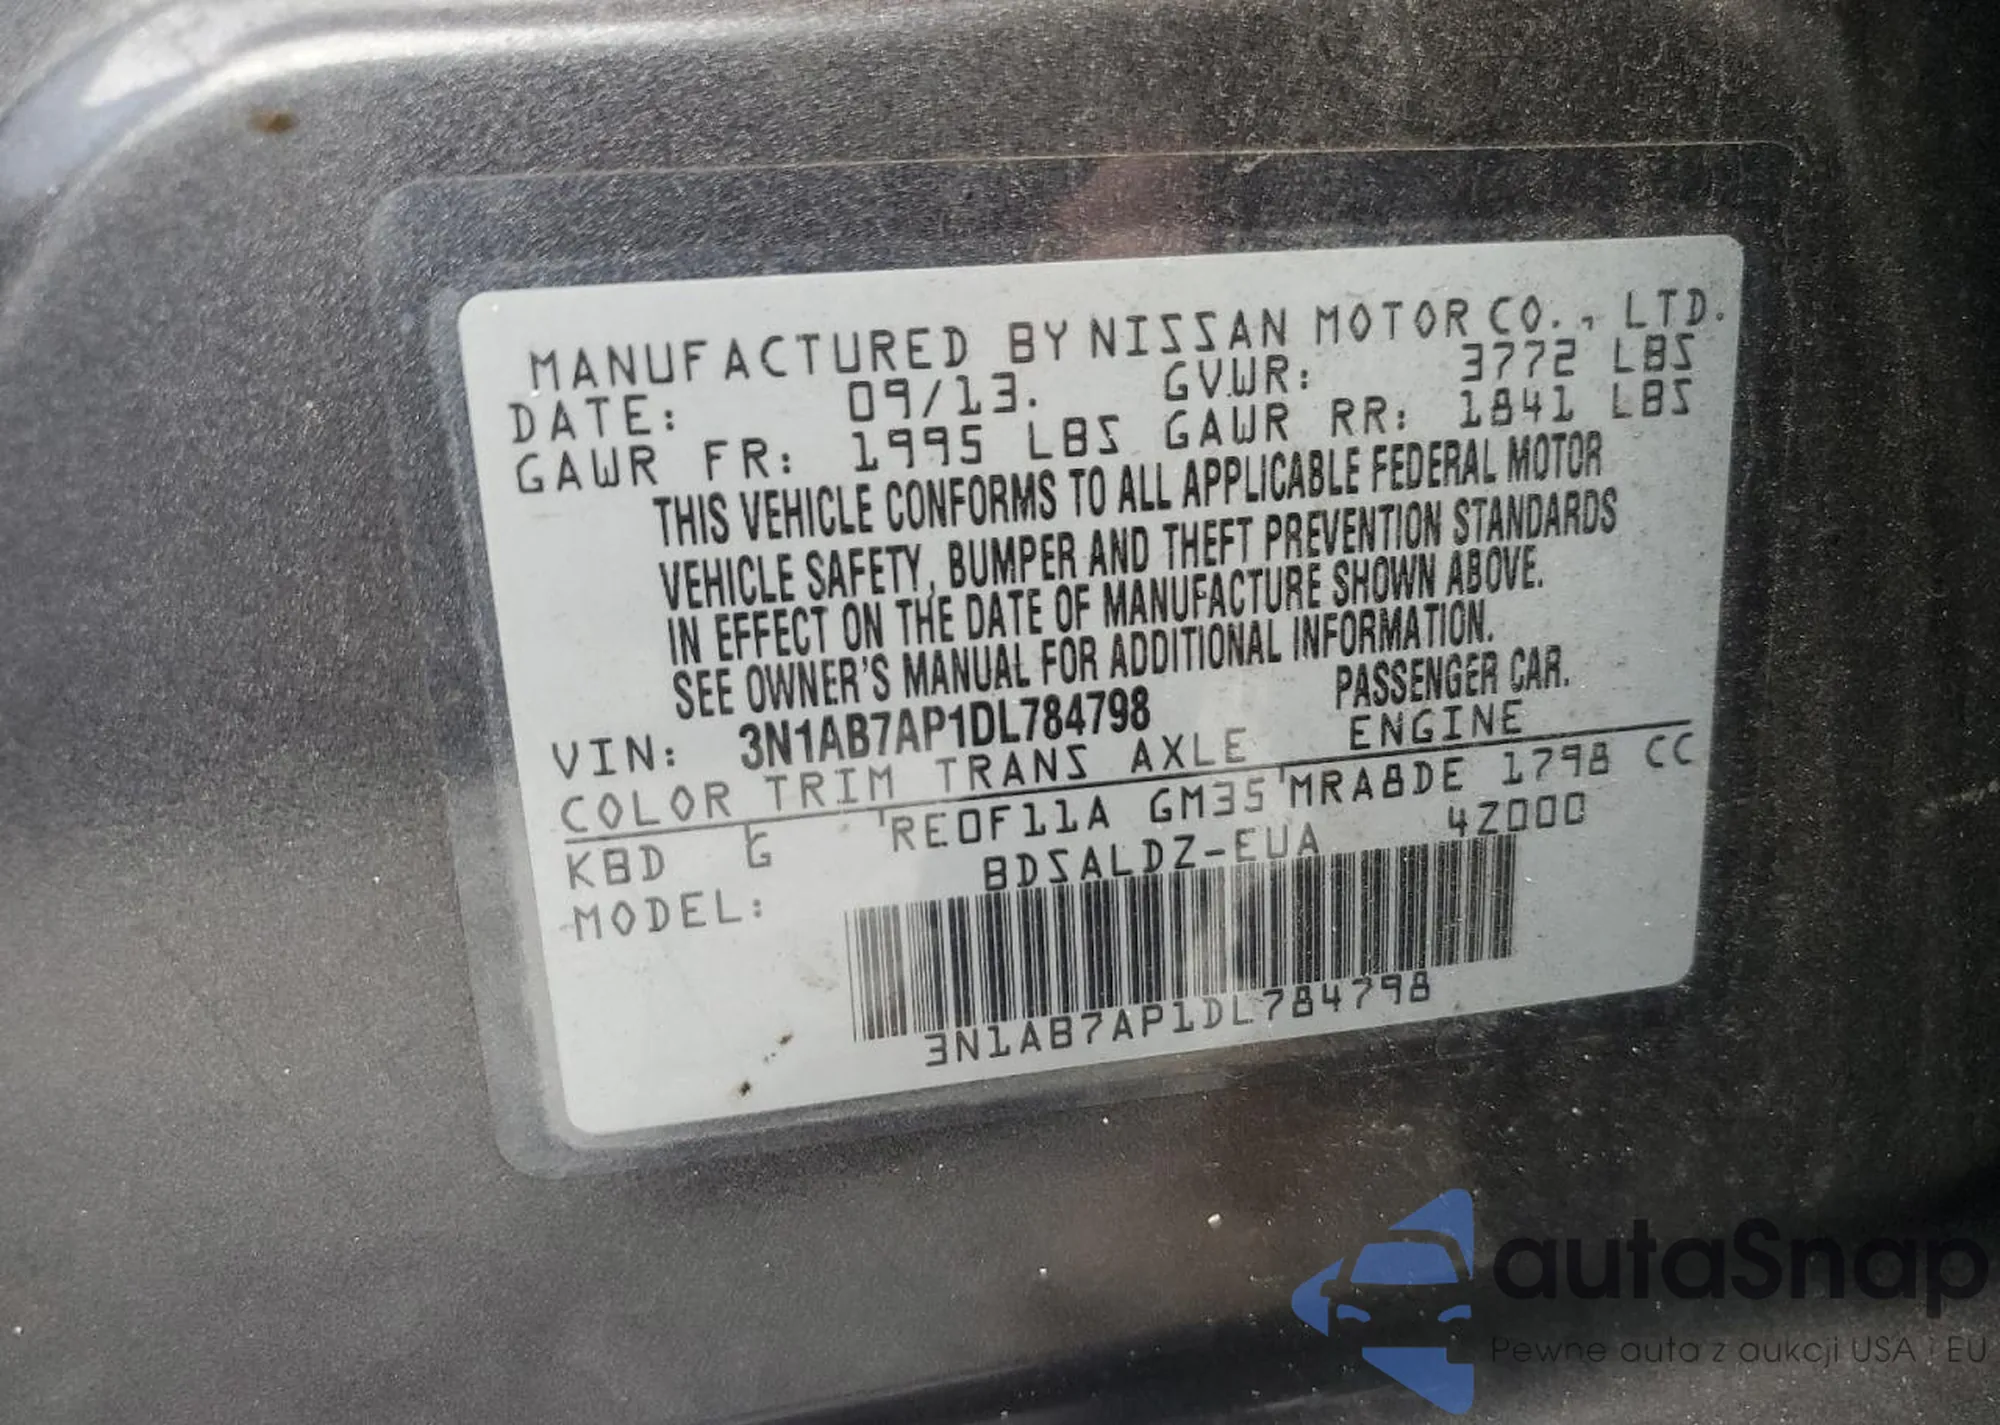 MANUFACTURED BY NISSAN MOTOR CO., LTD.
DATE: 09/13. GVWR: 3772 LBS
GAWR FR: 1995 LBS GAWR RR: 1841 LBS
THIS VEHICLE CONFORMS TO ALL APPLICABLE FEDERAL MOTOR
VEHICLE SAFETY, BUMPER AND THEFT PREVENTION STANDARDS
IN EFFECT ON THE DATE OF MANUFACTURE SHOWN ABOVE.
SEE OWNER'S MANUAL FOR ADDITIONAL INFORMATION.
VIN: 3N1AB7AP1DL784798 PASSENGER CAR.
COLOR TRIM TRANS AXLE ENGINE
KBD G RE0F11A GM35 MRA8DE 1798 CC
MODEL: BDSALDZ-EUA 4Z000
3N1AB7AP1DL784798
autaSnap
Pewne auta z aukcji USA i EU